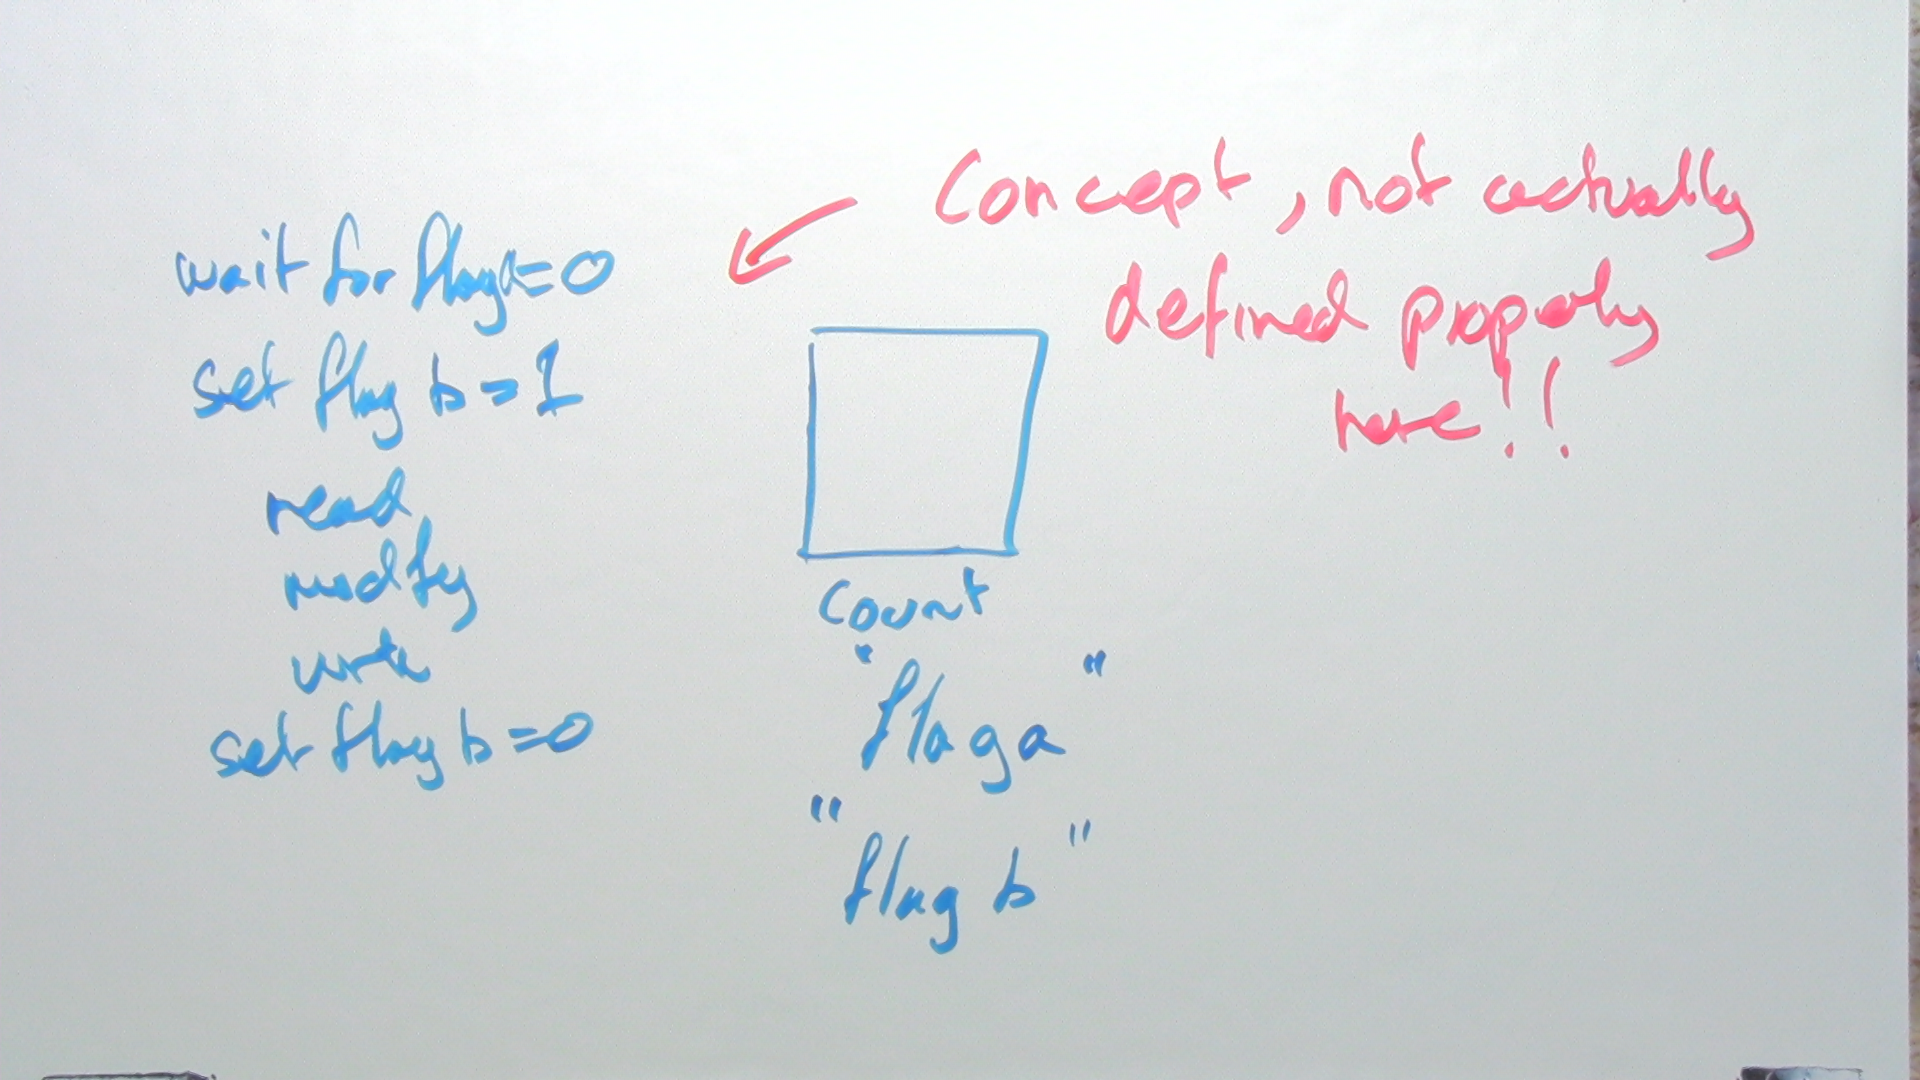 wait for flag a=0
set flag b=1
read
modify
write
set flag b=0
Concept, not actually
defined properly
here!!
count
"flag a"
"flag b"